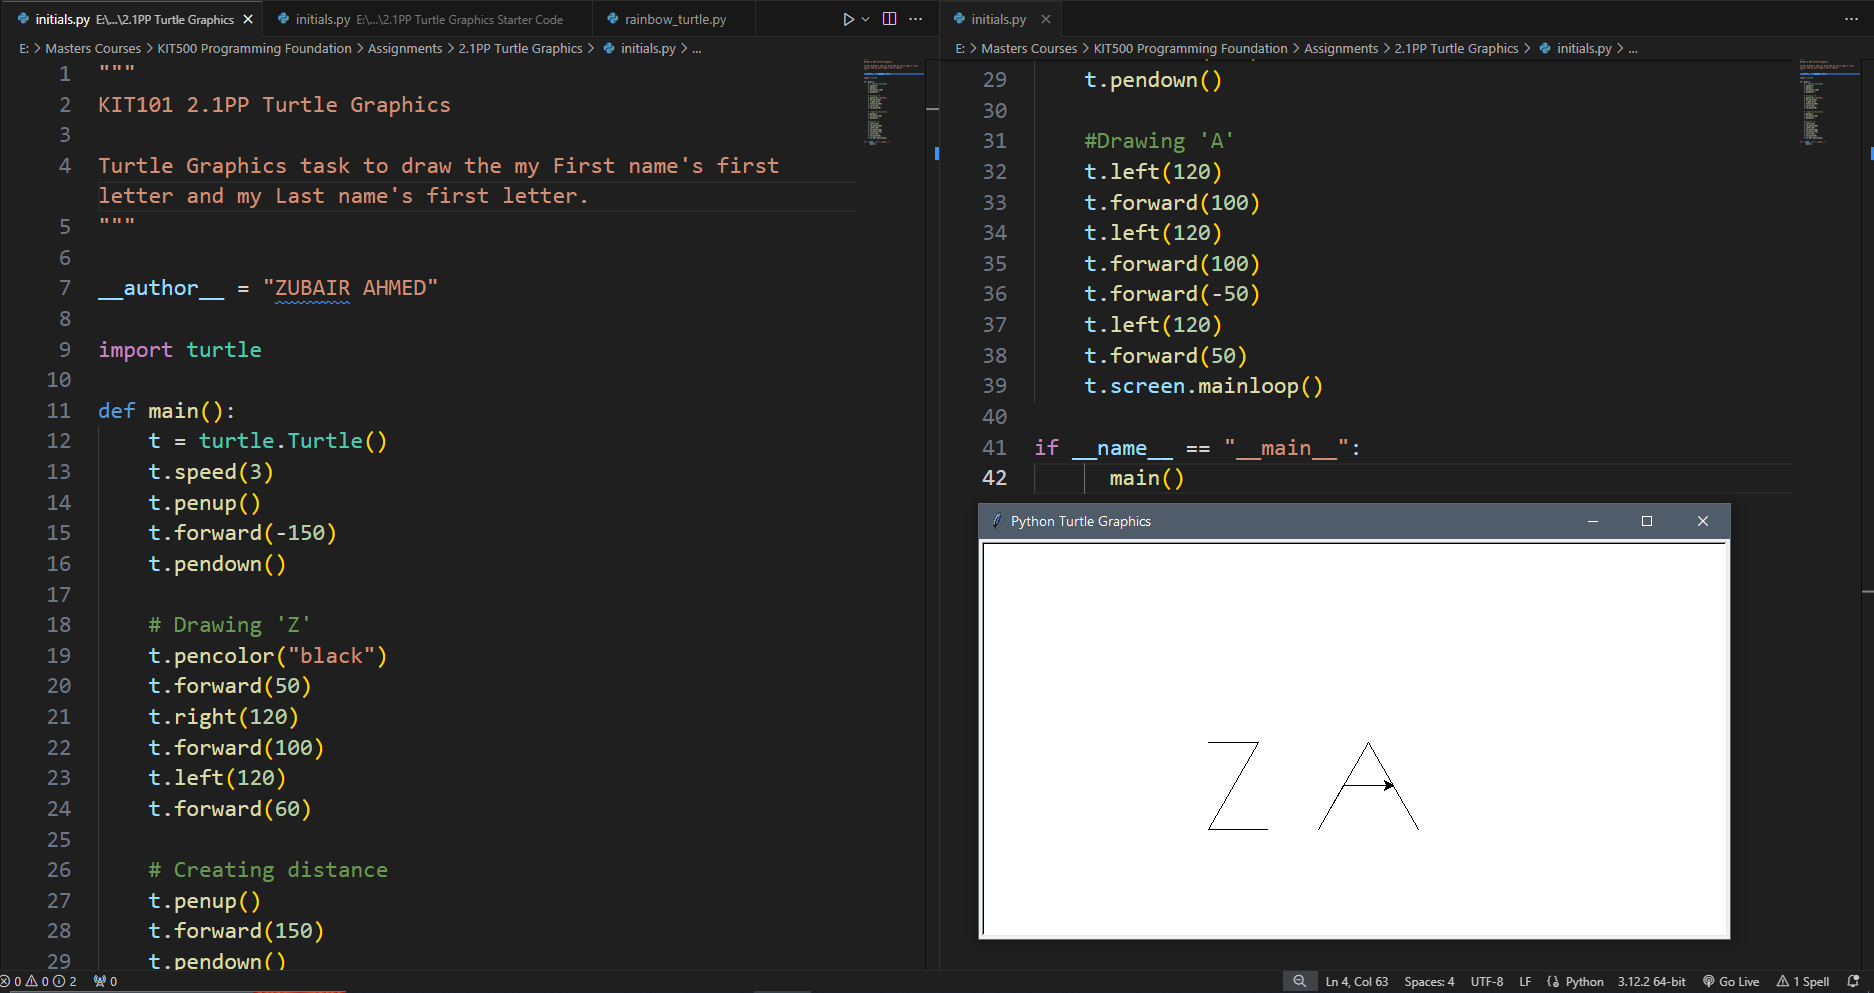 initials.py E:\...\2.1PP Turtle Graphics
initials.py E:\...\2.1PP Turtle Graphics Starter Code
rainbow_turtle.py
E: > Masters Courses > KIT500 Programming Foundation > Assignments > 2.1PP Turtle Graphics > initials.py > ...
1 """
2 KIT101 2.1PP Turtle Graphics
3
4 Turtle Graphics task to draw the my First name's first
letter and my Last name's first letter.
5 """
6
7 __author__ = "ZUBAIR AHMED"
8
9 import turtle
10
11 def main():
12     t = turtle.Turtle()
13     t.speed(3)
14     t.penup()
15     t.forward(-150)
16     t.pendown()
17
18     # Drawing 'Z'
19     t.pencolor("black")
20     t.forward(50)
21     t.right(120)
22     t.forward(100)
23     t.left(120)
24     t.forward(60)
25
26     # Creating distance
27     t.penup()
28     t.forward(150)
29     t.pendown()
initials.py
E: > Masters Courses > KIT500 Programming Foundation > Assignments > 2.1PP Turtle Graphics > initials.py > ...
29     t.pendown()
30
31     #Drawing 'A'
32     t.left(120)
33     t.forward(100)
34     t.left(120)
35     t.forward(100)
36     t.forward(-50)
37     t.left(120)
38     t.forward(50)
39     t.screen.mainloop()
40
41 if __name__ == "__main__":
42       main()
Python Turtle Graphics
Z A
0 0 2 0
Ln 4, Col 63 Spaces: 4 UTF-8 LF Python 3.12.2 64-bit Go Live 1 Spell